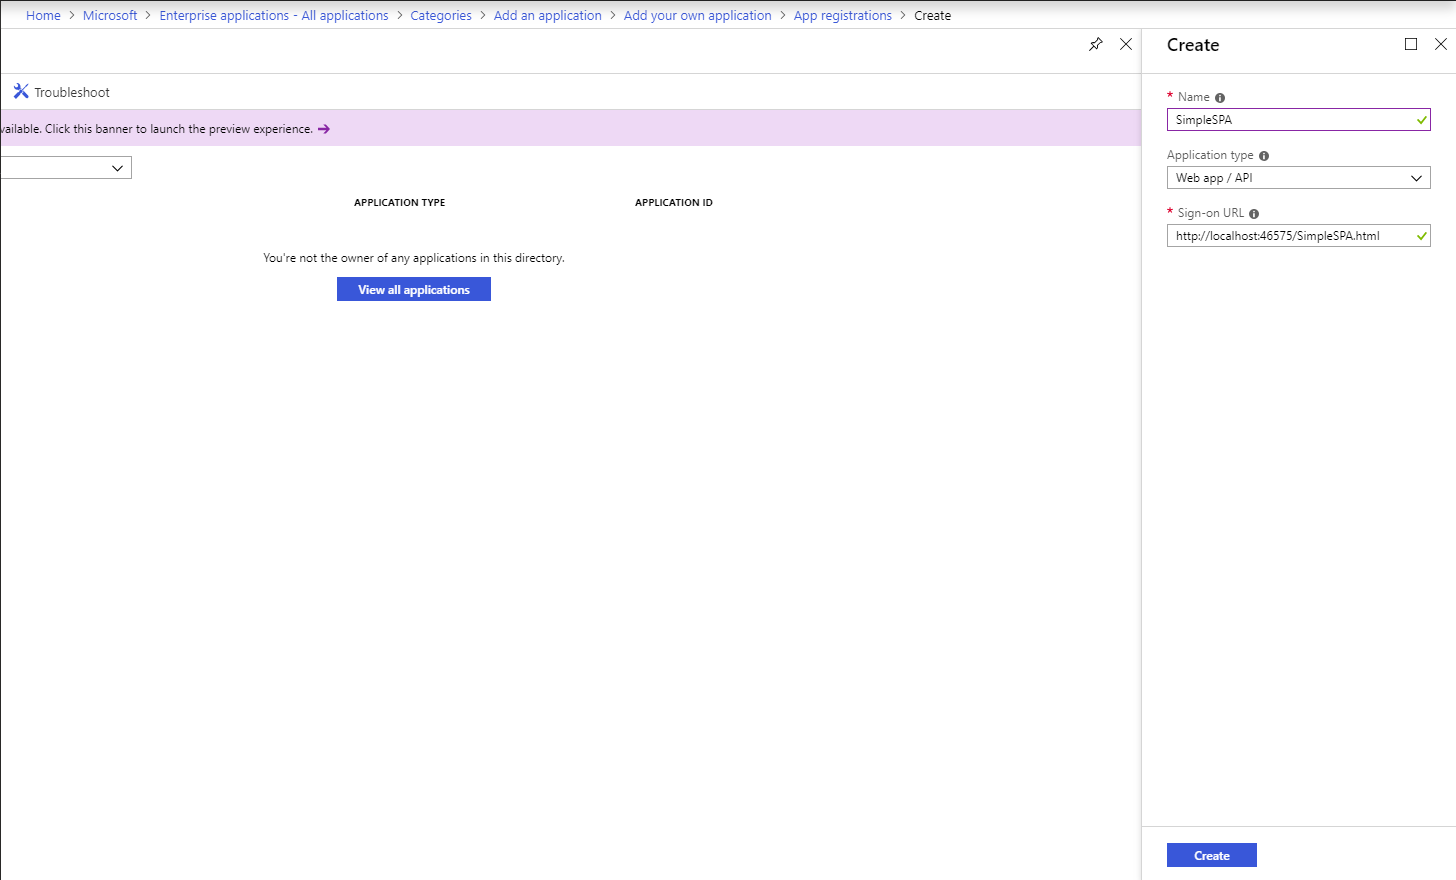 Home > Microsoft > Enterprise applications - All applications > Categories > Add an application > Add your own application > App registrations > Create
Troubleshoot
vailable. Click this banner to launch the preview experience. →
APPLICATION TYPE APPLICATION ID
You're not the owner of any applications in this directory.
View all applications
Create
* Name
SimpleSPA
Application type
Web app / API
* Sign-on URL
http://localhost:46575/SimpleSPA.html
Create